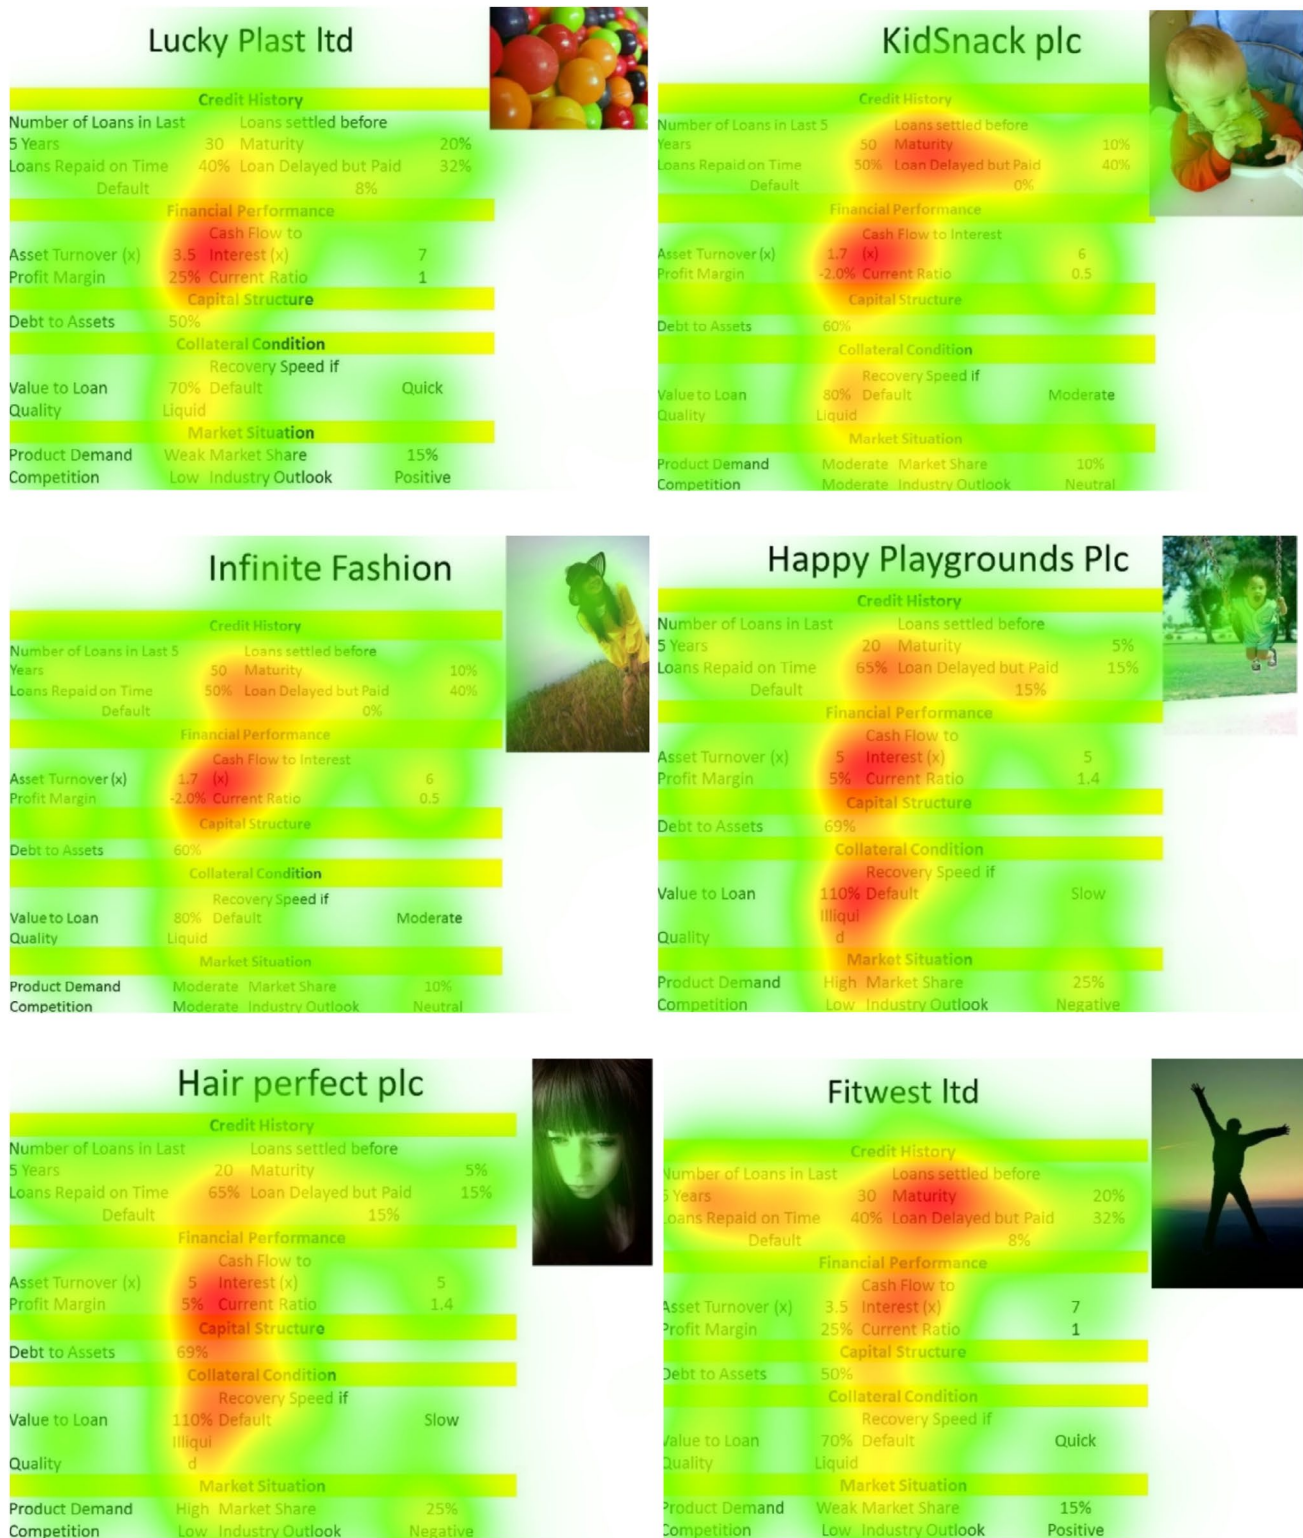 Lucky Plast ltd
Credit History
Number of Loans in Last Loans settled before
5 Years 30 Maturity 20%
Loans Repaid on Time 40% Loan Delayed but Paid 32%
Default 8%
Financial Performance
Cash Flow to
Asset Turnover (x) 3.5 Interest (x) 7
Profit Margin 25% Current Ratio 1
Capital Structure
Debt to Assets 50%
Collateral Condition
Recovery Speed if
Value to Loan 70% Default Quick
Quality Liquid
Market Situation
Product Demand Weak Market Share 15%
Competition Low Industry Outlook Positive
KidSnack plc
Credit History
Number of Loans in Last 5 Loans settled before
Years 50 Maturity 10%
Loans Repaid on Time 50% Loan Delayed but Paid 40%
Default 0%
Financial Performance
Cash Flow to Interest
Asset Turnover (x) 1.7 (x) 6
Profit Margin -2.0% Current Ratio 0.5
Capital Structure
Debt to Assets 60%
Collateral Condition
Recovery Speed if
Value to Loan 80% Default Moderate
Quality Liquid
Market Situation
Product Demand Moderate Market Share 10%
Competition Moderate Industry Outlook Neutral
Infinite Fashion
Credit History
Number of Loans in Last 5 Loans settled before
Years 50 Maturity 10%
Loans Repaid on Time 50% Loan Delayed but Paid 40%
Default 0%
Financial Performance
Cash Flow to Interest
Asset Turnover (x) 1.7 (x) 6
Profit Margin -2.0% Current Ratio 0.5
Capital Structure
Debt to Assets 60%
Collateral Condition
Recovery Speed if
Value to Loan 80% Default Moderate
Quality Liquid
Market Situation
Product Demand Moderate Market Share 10%
Competition Moderate Industry Outlook Neutral
Happy Playgrounds Plc
Credit History
Number of Loans in Last Loans settled before
5 Years 20 Maturity 5%
Loans Repaid on Time 65% Loan Delayed but Paid 15%
Default 15%
Financial Performance
Cash Flow to
Asset Turnover (x) 5 Interest (x) 5
Profit Margin 5% Current Ratio 1.4
Capital Structure
Debt to Assets 69%
Collateral Condition
Recovery Speed if
Value to Loan 110% Default Slow
Illiqui
Quality d
Market Situation
Product Demand High Market Share 25%
Competition Low Industry Outlook Negative
Hair perfect plc
Credit History
Number of Loans in Last Loans settled before
5 Years 20 Maturity 5%
Loans Repaid on Time 65% Loan Delayed but Paid 15%
Default 15%
Financial Performance
Cash Flow to
Asset Turnover (x) 5 Interest (x) 5
Profit Margin 5% Current Ratio 1.4
Capital Structure
Debt to Assets 69%
Collateral Condition
Recovery Speed if
Value to Loan 110% Default Slow
Illiqui
Quality d
Market Situation
Product Demand High Market Share 25%
Competition Low Industry Outlook Negative
Fitwest ltd
Credit History
Number of Loans in Last Loans settled before
5 Years 30 Maturity 20%
Loans Repaid on Time 40% Loan Delayed but Paid 32%
Default 8%
Financial Performance
Cash Flow to
Asset Turnover (x) 3.5 Interest (x) 7
Profit Margin 25% Current Ratio 1
Capital Structure
Debt to Assets 50%
Collateral Condition
Recovery Speed if
Value to Loan 70% Default Quick
Quality Liquid
Market Situation
Product Demand Weak Market Share 15%
Competition Low Industry Outlook Positive